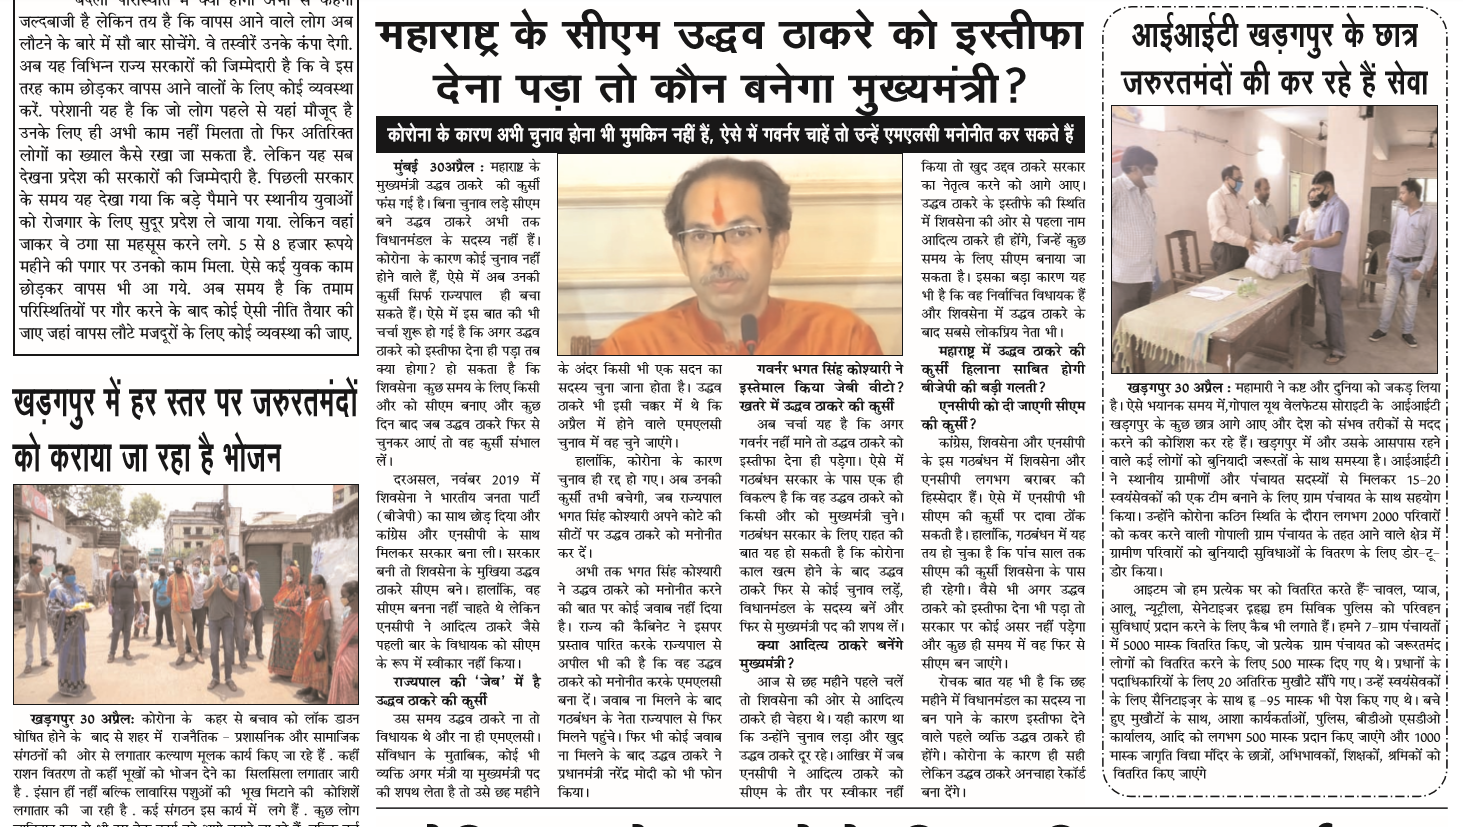 जल्दबाजी है लेकिन तय है कि वापस आने वाले लोग अब
लौटने के बारे में सौ बार सोचेंगे. वे तस्वीरें उनके कंपा देगी.
अब यह विभिन्न राज्य सरकारों की जिम्मेदारी है कि वे इस
तरह काम छोड़कर वापस आने वालों के लिए कोई व्यवस्था
करें. परेशानी यह है कि जो लोग पहले से यहां मौजूद है
उनके लिए ही अभी काम नहीं मिलता तो फिर अतिरिक्त
लोगों का ख्याल कैसे रखा जा सकता है. लेकिन यह सब
देखना प्रदेश की सरकारों की जिम्मेदारी है. पिछली सरकार
के समय यह देखा गया कि बड़े पैमाने पर स्थानीय युवाओं
को रोजगार के लिए सुदूर प्रदेश ले जाया गया. लेकिन वहां
जाकर वे ठगा सा महसूस करने लगे. 5 से 8 हजार रूपये
महीने की पगार पर उनको काम मिला. ऐसे कई युवक काम
छोड़कर वापस भी आ गये. अब समय है कि तमाम
परिस्थितियों पर गौर करने के बाद कोई ऐसी नीति तैयार की
जाए जहां वापस लौटे मजदूरों के लिए कोई व्यवस्था की जाए.
खड़गपुर में हर स्तर पर जरुरतमंदों
को कराया जा रहा है भोजन
खड़गपुर 30 अप्रैल: कोरोना के कहर से बचाव को लॉक डाउन
घोषित होने के बाद से शहर में राजनैतिक - प्रशासनिक और सामाजिक
संगठनों की ओर से लगातार कल्याण मूलक कार्य किए जा रहे हैं . कहीं
राशन वितरण तो कहीं भूखों को भोजन देने का सिलसिला लगातार जारी
है . इंसान हीं नहीं बल्कि लावारिस पशुओं की भूख मिटाने की कोशिशें
लगातार की जा रही है . कई संगठन इस कार्य में लगे हैं . कुछ लोग
महाराष्ट्र के सीएम उद्धव ठाकरे को इस्तीफा
देना पड़ा तो कौन बनेगा मुख्यमंत्री?
कोरोना के कारण अभी चुनाव होना भी मुमकिन नहीं हैं, ऐसे में गवर्नर चाहें तो उन्हें एमएलसी मनोनीत कर सकते हैं
मुंबई 30अप्रैल : महाराष्ट्र के
मुख्यमंत्री उद्धव ठाकरे की कुर्सी
फंस गई है। बिना चुनाव लड़े सीएम
बने उद्धव ठाकरे अभी तक
विधानमंडल के सदस्य नहीं हैं।
कोरोना के कारण कोई चुनाव नहीं
होने वाले हैं, ऐसे में अब उनकी
कुर्सी सिर्फ राज्यपाल ही बचा
सकते हैं। ऐसे में इस बात की भी
चर्चा शुरू हो गई है कि अगर उद्धव
ठाकरे को इस्तीफा देना ही पड़ा तब
क्या होगा? हो सकता है कि
शिवसेना कुछ समय के लिए किसी
और को सीएम बनाए और कुछ
दिन बाद जब उद्धव ठाकरे फिर से
चुनकर आएं तो वह कुर्सी संभाल
लें।
दरअसल, नवंबर 2019 में
शिवसेना ने भारतीय जनता पार्टी
(बीजेपी) का साथ छोड़ दिया और
कांग्रेस और एनसीपी के साथ
मिलकर सरकार बना ली। सरकार
बनी तो शिवसेना के मुखिया उद्धव
ठाकरे सीएम बने। हालांकि, वह
सीएम बनना नहीं चाहते थे लेकिन
एनसीपी ने आदित्य ठाकरे जैसे
पहली बार के विधायक को सीएम
के रूप में स्वीकार नहीं किया।
राज्यपाल की 'जेब' में है
उद्धव ठाकरे की कुर्सी
उस समय उद्धव ठाकरे ना तो
विधायक थे और ना ही एमएलसी।
संविधान के मुताबिक, कोई भी
व्यक्ति अगर मंत्री या मुख्यमंत्री पद
की शपथ लेता है तो उसे छह महीने
के अंदर किसी भी एक सदन का
सदस्य चुना जाना होता है। उद्धव
ठाकरे भी इसी चक्कर में थे कि
अप्रैल में होने वाले एमएलसी
चुनाव में वह चुने जाएंगे।
हालांकि, कोरोना के कारण
चुनाव ही रद्द हो गए। अब उनकी
कुर्सी तभी बचेगी, जब राज्यपाल
भगत सिंह कोश्यारी अपने कोटे की
सीटों पर उद्धव ठाकरे को मनोनीत
कर दें।
अभी तक भगत सिंह कोश्यारी
ने उद्धव ठाकरे को मनोनीत करने
की बात पर कोई जवाब नहीं दिया
है। राज्य की कैबिनेट ने इसपर
प्रस्ताव पारित करके राज्यपाल से
अपील भी की है कि वह उद्धव
ठाकरे को मनोनीत करके एमएलसी
बना दें। जवाब ना मिलने के बाद
गठबंधन के नेता राज्यपाल से फिर
मिलने पहुंचे। फिर भी कोई जवाब
ना मिलने के बाद उद्धव ठाकरे ने
प्रधानमंत्री नरेंद्र मोदी को भी फोन
किया।
गवर्नर भगत सिंह कोश्यारी ने
इस्तेमाल किया जेबी वीटो?
खतरे में उद्धव ठाकरे की कुर्सी
अब चर्चा यह है कि अगर
गवर्नर नहीं माने तो उद्धव ठाकरे को
इस्तीफा देना ही पड़ेगा। ऐसे में
गठबंधन सरकार के पास एक ही
विकल्प है कि वह उद्धव ठाकरे को
किसी और को मुख्यमंत्री चुने।
गठबंधन सरकार के लिए राहत की
बात यह हो सकती है कि कोरोना
काल खत्म होने के बाद उद्धव
ठाकरे फिर से कोई चुनाव लड़ें,
विधानमंडल के सदस्य बनें और
फिर से मुख्यमंत्री पद की शपथ लें।
क्या आदित्य ठाकरे बनेंगे
मुख्यमंत्री?
आज से छह महीने पहले चलें
तो शिवसेना की ओर से आदित्य
ठाकरे ही चेहरा थे। यही कारण था
कि उन्होंने चुनाव लड़ा और खुद
उद्धव ठाकरे दूर रहे। आखिर में जब
एनसीपी ने आदित्य ठाकरे को
सीएम के तौर पर स्वीकार नहीं
किया तो खुद उद्दव ठाकरे सरकार
का नेतृत्व करने को आगे आए।
उद्धव ठाकरे के इस्तीफे की स्थिति
में शिवसेना की ओर से पहला नाम
आदित्य ठाकरे ही होंगे, जिन्हें कुछ
समय के लिए सीएम बनाया जा
सकता है। इसका बड़ा कारण यह
भी है कि वह निर्वाचित विधायक हैं
और शिवसेना में उद्धव ठाकरे के
बाद सबसे लोकप्रिय नेता भी।
महाराष्ट्र में उद्धव ठाकरे की
कुर्सी हिलाना साबित होगी
बीजेपी की बड़ी गलती?
एनसीपी को दी जाएगी सीएम
की कुर्सी?
कांग्रेस, शिवसेना और एनसीपी
के इस गठबंधन में शिवसेना और
एनसीपी लगभग बराबर की
हिस्सेदार हैं। ऐसे में एनसीपी भी
सीएम की कुर्सी पर दावा ठोंक
सकती है। हालांकि, गठबंधन में यह
तय हो चुका है कि पांच साल तक
सीएम की कुर्सी शिवसेना के पास
ही रहेगी। वैसे भी अगर उद्धव
ठाकरे को इस्तीफा देना भी पड़ा तो
सरकार पर कोई असर नहीं पड़ेगा
और कुछ ही समय में वह फिर से
सीएम बन जाएंगे।
रोचक बात यह भी है कि छह
महीने में विधानमंडल का सदस्य ना
बन पाने के कारण इस्तीफा देने
वाले पहले व्यक्ति उद्धव ठाकरे ही
होंगे। कोरोना के कारण ही सही
लेकिन उद्धव ठाकरे अनचाहा रेकॉर्ड
बना देंगे।
आईआईटी खड़गपुर के छात्र
जरुरतमंदों की कर रहे हैं सेवा
खड़गपुर 30 अप्रैल : महामारी ने कष्ट और दुनिया को जकड़ लिया
है। ऐसे भयानक समय में,गोपाल यूथ वेलफेटस सोराइटी के आईआईटी
खड़गपुर के कुछ छात्र आगे आए और देश को संभव तरीकों से मदद
करने की कोशिश कर रहे हैं। खड़गपुर में और उसके आसपास रहने
वाले कई लोगों को बुनियादी जरूरतों के साथ समस्या है। आईआईटी
ने स्थानीय ग्रामीणों और पंचायत सदस्यों से मिलकर 15-20
स्वयंसेवकों की एक टीम बनाने के लिए ग्राम पंचायत के साथ सहयोग
किया। उन्होंने कोरोना कठिन स्थिति के दौरान लगभग 2000 परिवारों
को कवर करने वाली गोपाली ग्राम पंचायत के तहत आने वाले क्षेत्र में
ग्रामीण परिवारों को बुनियादी सुविधाओं के वितरण के लिए डोर-टू-
डोर किया।
आइटम जो हम प्रत्येक घर को वितरित करते हैं- चावल, प्याज,
आलू, न्यूट्रीला, सेनेटाइजर हम सिविक पुलिस को परिवहन
सुविधाएं प्रदान करने के लिए कैब भी लगाते हैं। हमने 7-ग्राम पंचायतों
में 5000 मास्क वितरित किए, जो प्रत्येक ग्राम पंचायत को जरूरतमंद
लोगों को वितरित करने के लिए 500 मास्क दिए गए थे। प्रधानों के
पदाधिकारियों के लिए 20 अतिरिक्त मुखौटे सौंपे गए। उन्हें स्वयंसेवकों
के लिए सैनिटाइज़र के साथ हृ -95 मास्क भी पेश किए गए थे। बचे
हुए मुखौटों के साथ, आशा कार्यकर्ताओं, पुलिस, बीडीओ एसडीओ
कार्यालय, आदि को लगभग 500 मास्क प्रदान किए जाएंगे और 1000
मास्क जागृति विद्या मंदिर के छात्रों, अभिभावकों, शिक्षकों, श्रमिकों को
वितरित किए जाएंगे